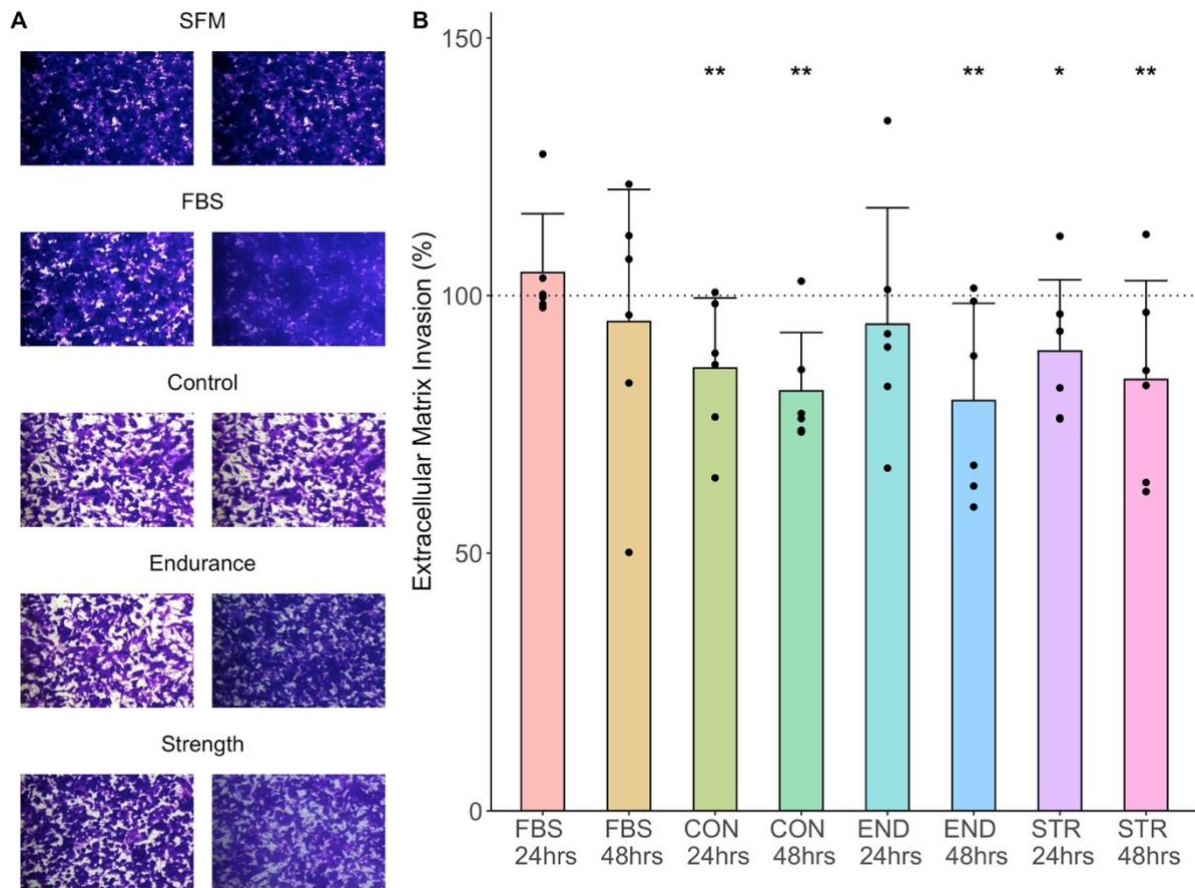 A
SFM
FBS
Control
Endurance
Strength
B
Extracellular Matrix Invasion (%)
150
100
50
0
** ** ** * **
FBS 24hrs
FBS 48hrs
CON 24hrs
CON 48hrs
END 24hrs
END 48hrs
STR 24hrs
STR 48hrs